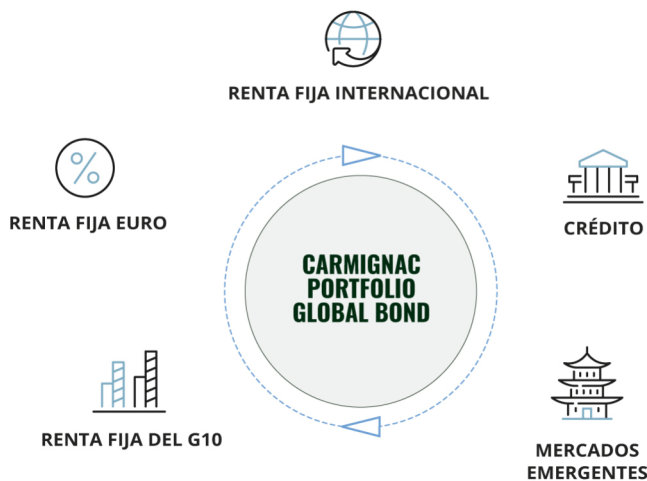 RENTA FIJA INTERNACIONAL
RENTA FIJA EURO
CRÉDITO
CARMIGNAC
PORTFOLIO
GLOBAL BOND
RENTA FIJA DEL G10
MERCADOS
EMERGENTES